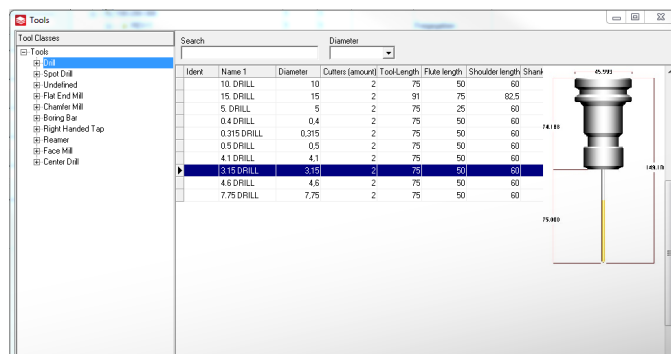 Tools
Tool Classes
Search
Diameter
Tools
Drill
Spot Drill
Undefined
Flat End Mill
Chamfer Mill
Boring Bar
Right Handed Tap
Reamer
Face Mill
Center Drill
Ident Name 1 Diameter Cutters (amount) Tool-Length Flute length Shoulder length Shank
10. DRILL 10 2 75 50 60
15. DRILL 15 2 91 75 82,5
5. DRILL 5 2 75 25 60
0.4 DRILL 0,4 2 75 50 60
0.315 DRILL 0,315 2 75 50 60
0.5 DRILL 0,5 2 75 50 60
4.1 DRILL 4,1 2 75 50 60
3.15 DRILL 3,15 2 75 50 60
4.6 DRILL 4,6 2 75 50 60
7.75 DRILL 7,75 2 75 50 60
75.000